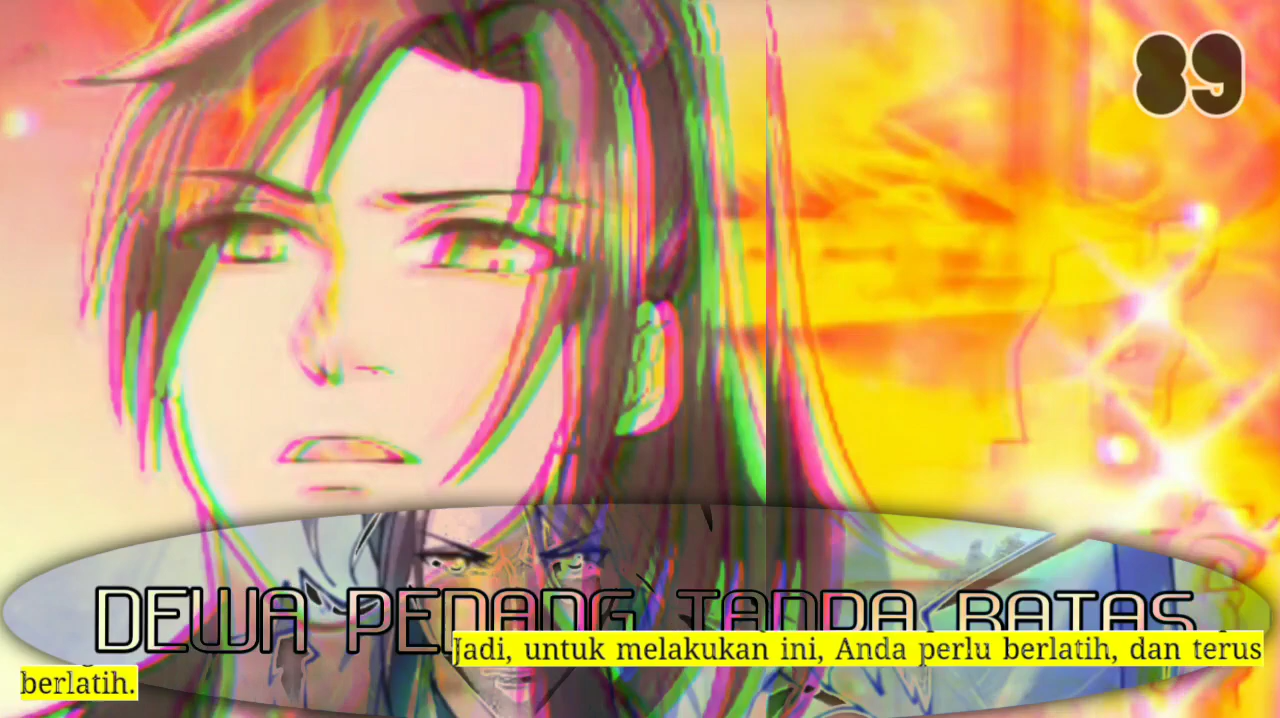 89
DEWA PEDANG TANPA BATAS
Jadi, untuk melakukan ini, Anda perlu berlatih, dan terus
berlatih.